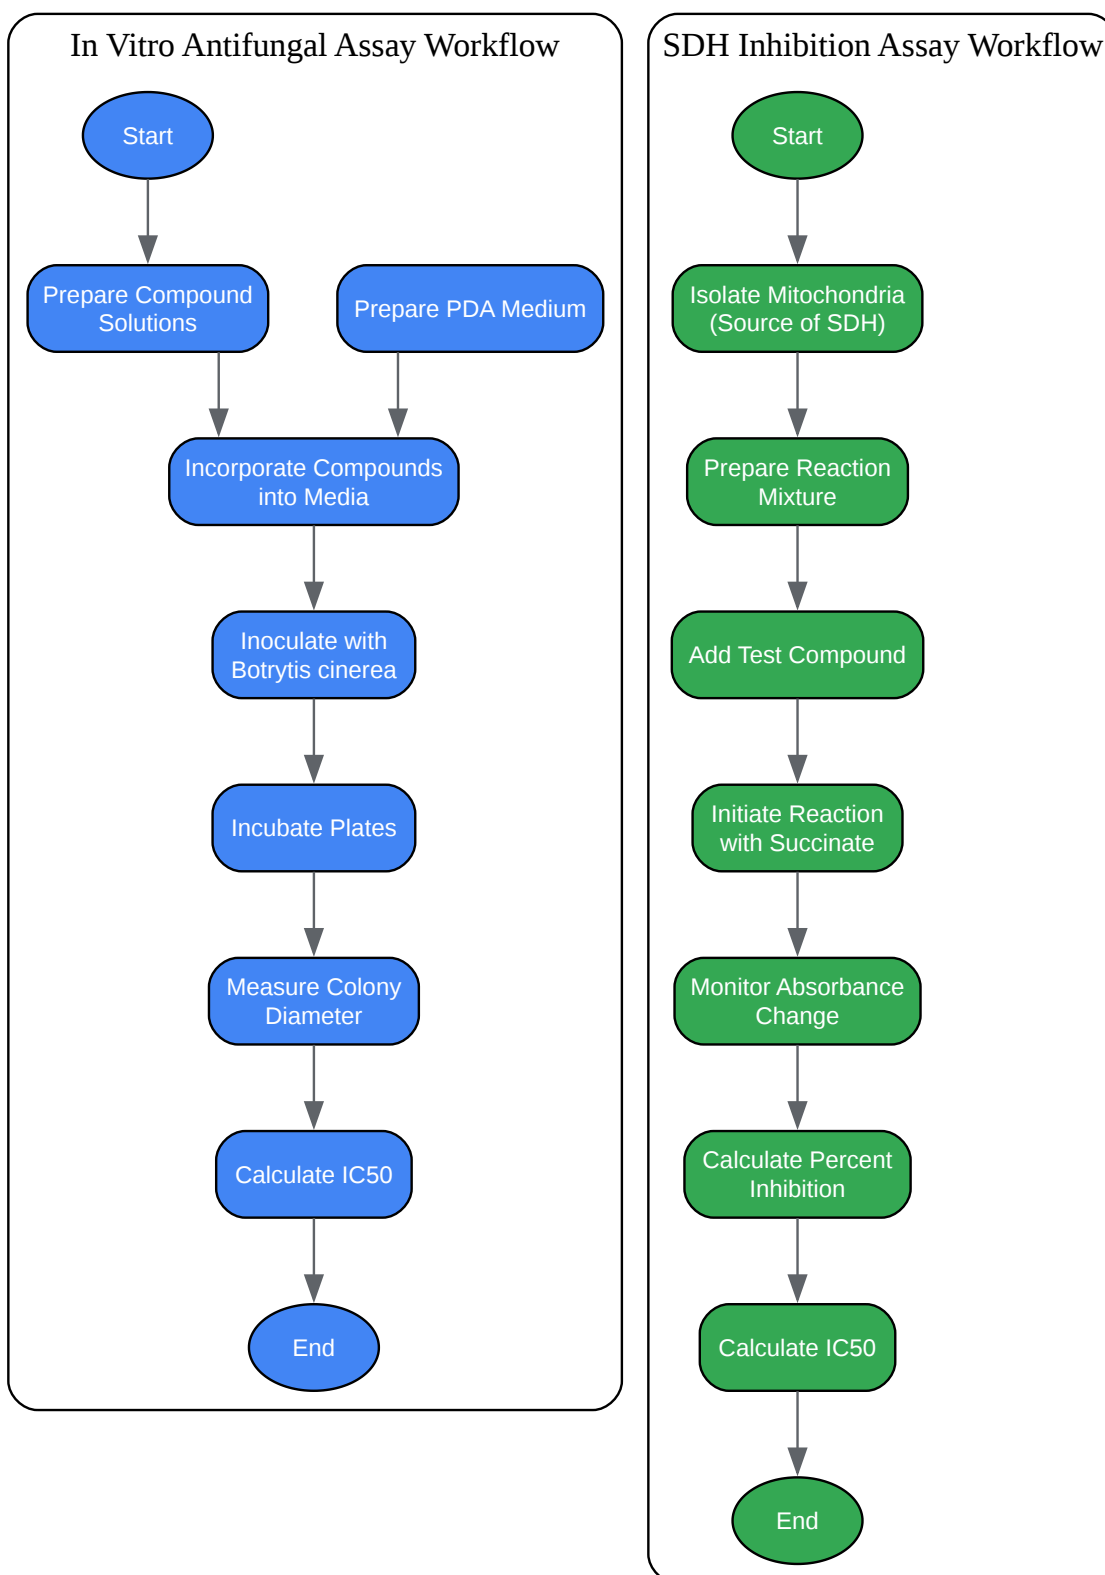 In Vitro Antifungal Assay Workflow
Start
Prepare Compound
Solutions
Prepare PDA Medium
Incorporate Compounds
into Media
Inoculate with
Botrytis cinerea
Incubate Plates
Measure Colony
Diameter
Calculate IC50
End
SDH Inhibition Assay Workflow
Start
Isolate Mitochondria
(Source of SDH)
Prepare Reaction
Mixture
Add Test Compound
Initiate Reaction
with Succinate
Monitor Absorbance
Change
Calculate Percent
Inhibition
Calculate IC50
End